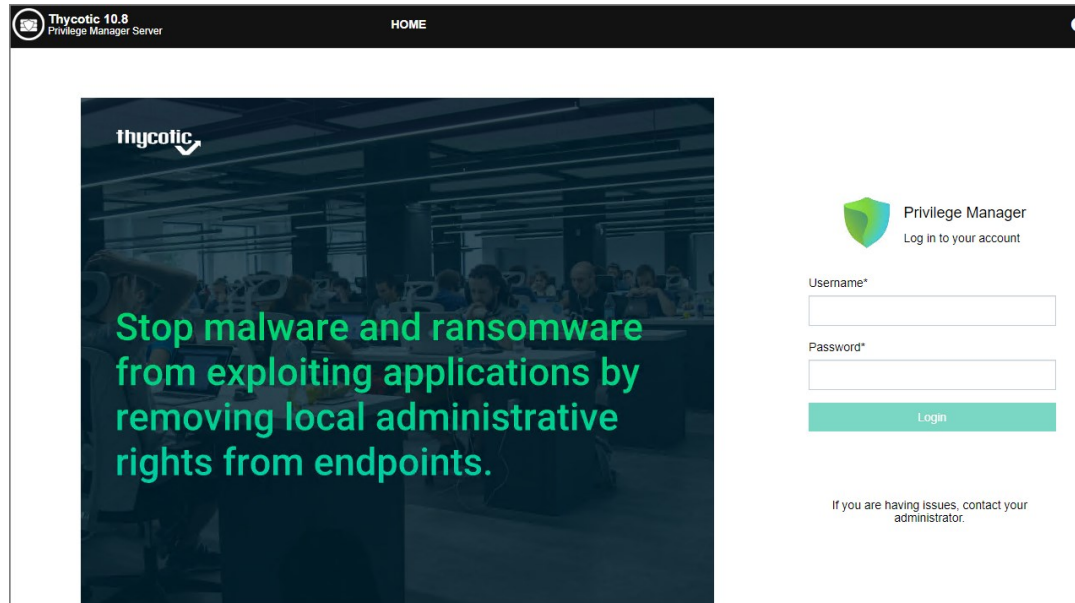 Thycotic 10.8
Privilege Manager Server
HOME
thycotic
Stop malware and ransomware
from exploiting applications by
removing local administrative
rights from endpoints.
Privilege Manager
Log in to your account
Username*
Password*
Login
If you are having issues, contact your
administrator.